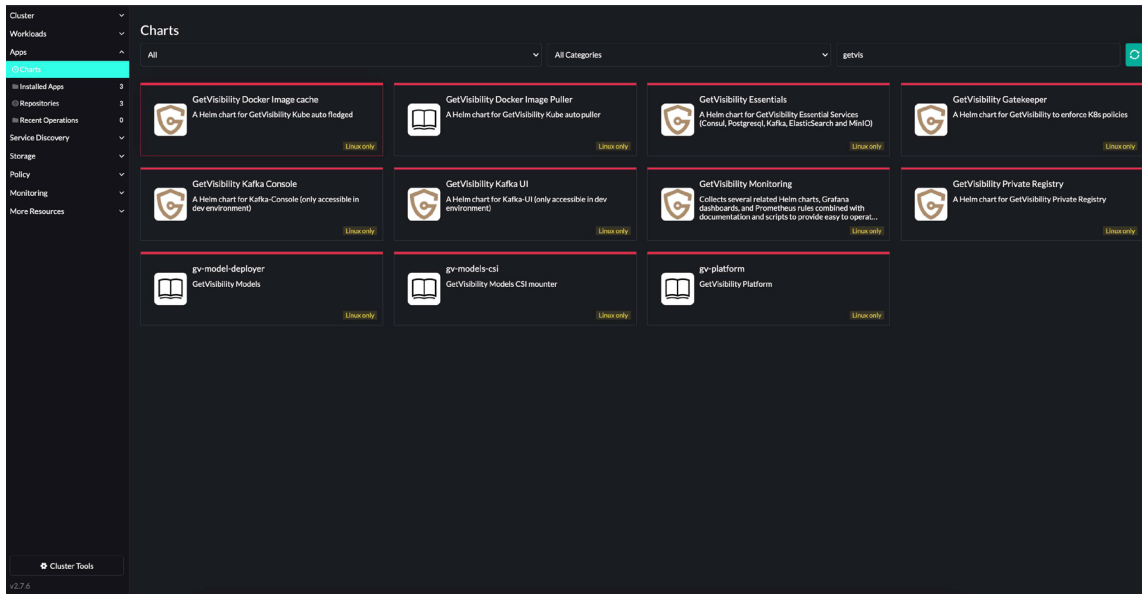 Cluster
Workloads
Apps
Charts
Installed Apps 3
Repositories 3
Recent Operations 0
Service Discovery
Storage
Policy
Monitoring
More Resources
Cluster Tools
v2.7.6
Charts
All
All Categories
getvis
GetVisibility Docker Image cache
A Helm chart for GetVisibility Kube auto fledged
Linux only
GetVisibility Docker Image Puller
A Helm chart for GetVisibility Kube auto puller
Linux only
GetVisibility Essentials
A Helm chart for GetVisibility Essential Services
(Consul, Postgresql, Kafka, ElasticSearch and MinIO)
Linux only
GetVisibility Gatekeeper
A Helm chart for GetVisibility to enforce K8s policies
Linux only
GetVisibility Kafka Console
A Helm chart for Kafka-Console (only accessible in
dev environment)
Linux only
GetVisibility Kafka UI
A Helm chart for Kafka-UI (only accessible in dev
environment)
Linux only
GetVisibility Monitoring
Collects several related Helm charts, Grafana
dashboards, and Prometheus rules combined with
documentation and scripts to provide easy to operat...
Linux only
GetVisibility Private Registry
A Helm chart for GetVisibility Private Registry
Linux only
gv-model-deployer
GetVisibility Models
Linux only
gv-models-csi
GetVisibility Models CSI mounter
Linux only
gv-platform
GetVisibility Platform
Linux only